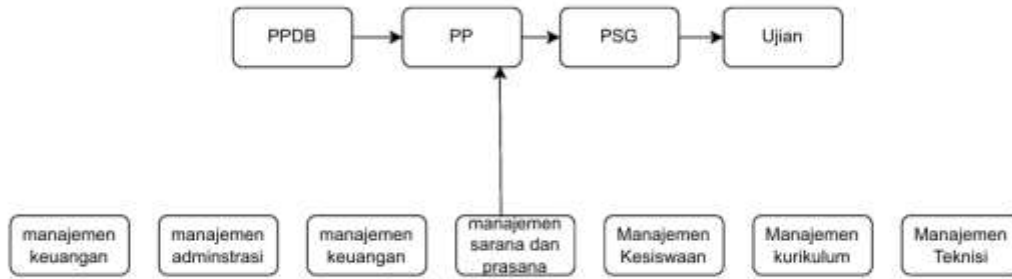 PPDB
PP
PSG
Ujian
manajemen
keuangan
manajemen
adminstrasi
manajemen
keuangan
manajemen
sarana dan
prasana
Manajemen
Kesiswaan
Manajemen
kurikulum
Manajemen
Teknisi